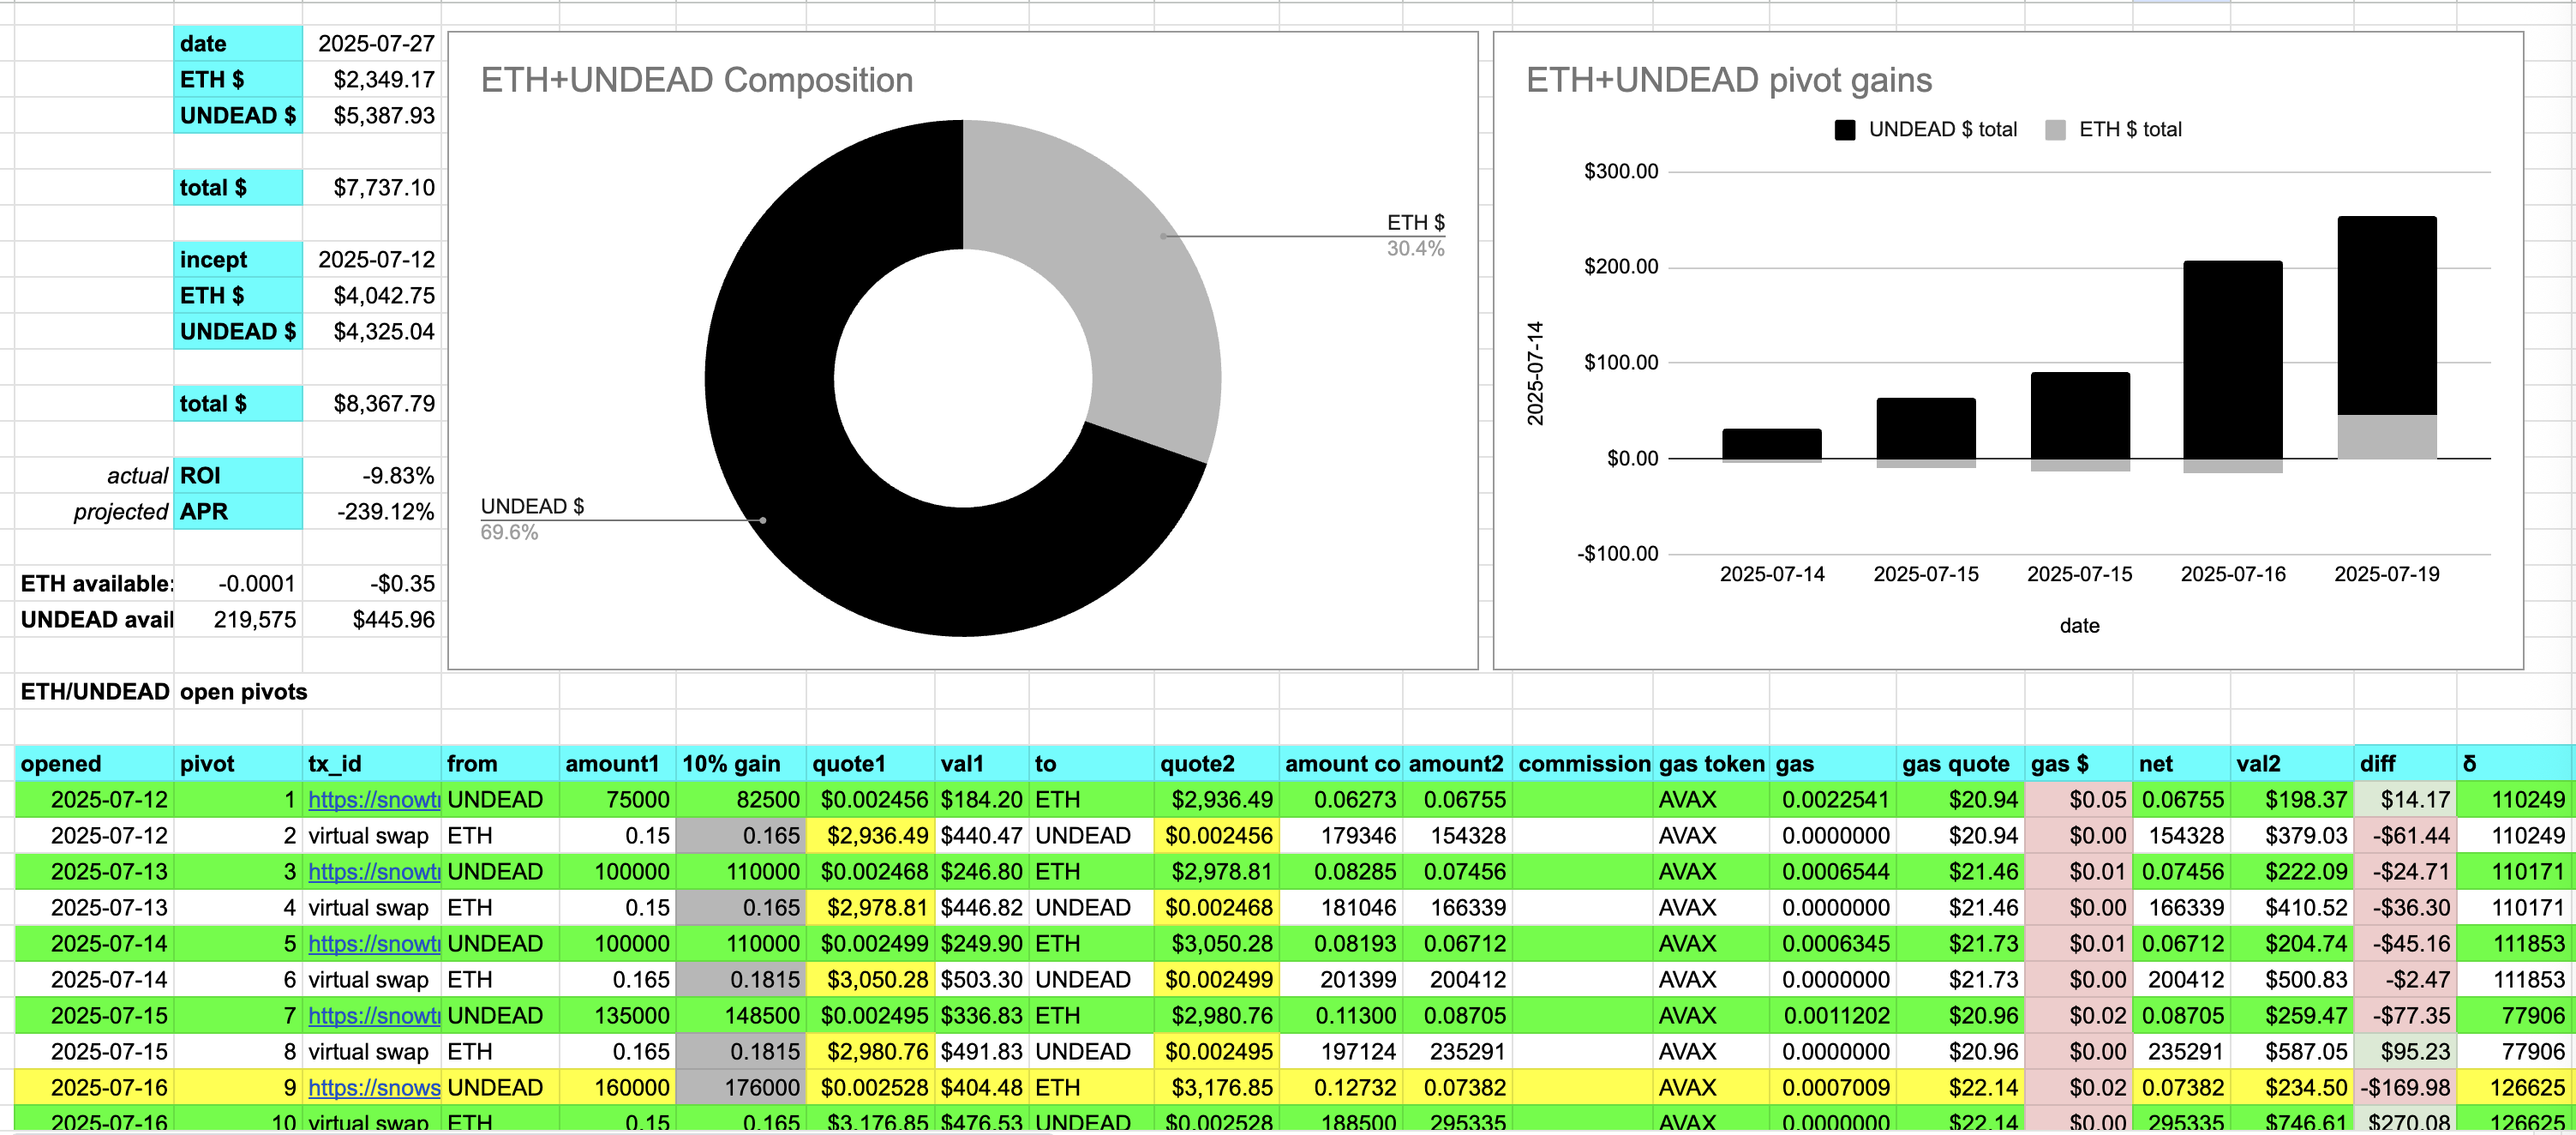 date 2025-07-27
ETH $ $2,349.17
UNDEAD $ $5,387.93
total $ $7,737.10
incept 2025-07-12
ETH $ $4,042.75
UNDEAD $ $4,325.04
total $ $8,367.79
actual ROI -9.83%
projected APR -239.12%
ETH available: -0.0001 -$0.35
UNDEAD avail 219,575 $445.96
ETH+UNDEAD Composition
ETH $
30.4%
UNDEAD $
69.6%
ETH+UNDEAD pivot gains
UNDEAD $ total ETH $ total
$300.00
$200.00
$100.00
$0.00
-$100.00
2025-07-14
2025-07-14 2025-07-15 2025-07-15 2025-07-16 2025-07-19
date
ETH/UNDEAD open pivots
opened pivot tx_id from amount1 10% gain quote1 val1 to quote2 amount co amount2 commission gas token gas gas quote gas $ net val2 diff δ
2025-07-12 1 https://snowtr UNDEAD 75000 82500 $0.002456 $184.20 ETH $2,936.49 0.06273 0.06755 AVAX 0.0022541 $20.94 $0.05 0.06755 $198.37 $14.17 110249
2025-07-12 2 virtual swap ETH 0.15 0.165 $2,936.49 $440.47 UNDEAD $0.002456 179346 154328 AVAX 0.0000000 $20.94 $0.00 154328 $379.03 -$61.44 110249
2025-07-13 3 https://snowtr UNDEAD 100000 110000 $0.002468 $246.80 ETH $2,978.81 0.08285 0.07456 AVAX 0.0006544 $21.46 $0.01 0.07456 $222.09 -$24.71 110171
2025-07-13 4 virtual swap ETH 0.15 0.165 $2,978.81 $446.82 UNDEAD $0.002468 181046 166339 AVAX 0.0000000 $21.46 $0.00 166339 $410.52 -$36.30 110171
2025-07-14 5 https://snowtr UNDEAD 100000 110000 $0.002499 $249.90 ETH $3,050.28 0.08193 0.06712 AVAX 0.0006345 $21.73 $0.01 0.06712 $204.74 -$45.16 111853
2025-07-14 6 virtual swap ETH 0.165 0.1815 $3,050.28 $503.30 UNDEAD $0.002499 201399 200412 AVAX 0.0000000 $21.73 $0.00 200412 $500.83 -$2.47 111853
2025-07-15 7 https://snowtr UNDEAD 135000 148500 $0.002495 $336.83 ETH $2,980.76 0.11300 0.08705 AVAX 0.0011202 $20.96 $0.02 0.08705 $259.47 -$77.35 77906
2025-07-15 8 virtual swap ETH 0.165 0.1815 $2,980.76 $491.83 UNDEAD $0.002495 197124 235291 AVAX 0.0000000 $20.96 $0.00 235291 $587.05 $95.23 77906
2025-07-16 9 https://snows UNDEAD 160000 176000 $0.002528 $404.48 ETH $3,176.85 0.12732 0.07382 AVAX 0.0007009 $22.14 $0.02 0.07382 $234.50 -$169.98 126625
2025-07-16 10 virtual swap ETH 0.15 0.165 $3,176.85 $476.53 UNDEAD $0.002528 188500 295335 AVAX 0.0000000 $22.14 $0.00 295335 $746.61 $270.08 126625